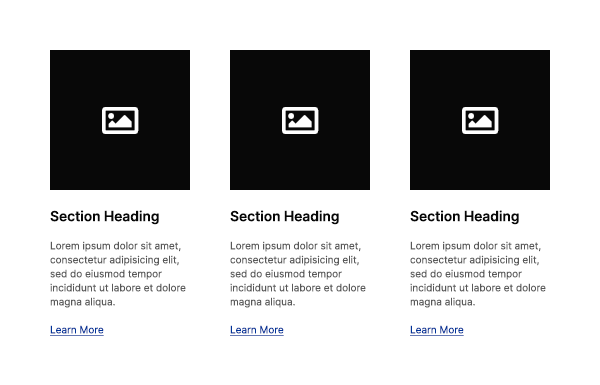 Section Heading
Lorem ipsum dolor sit amet,
consectetur adipisicing elit,
sed do eiusmod tempor
incididunt ut labore et dolore
magna aliqua.
Learn More
Section Heading
Lorem ipsum dolor sit amet,
consectetur adipisicing elit,
sed do eiusmod tempor
incididunt ut labore et dolore
magna aliqua.
Learn More
Section Heading
Lorem ipsum dolor sit amet,
consectetur adipisicing elit,
sed do eiusmod tempor
incididunt ut labore et dolore
magna aliqua.
Learn More